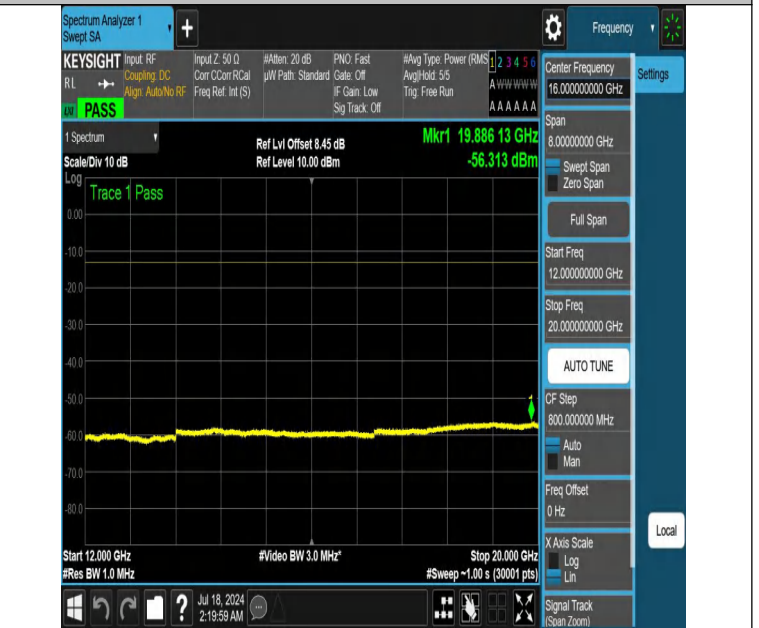 Spectrum Analyzer 1
Swept SA
+
Frequency
KEYSIGHT
RL
PASS
Input: RF
Coupling: DC
Align: Auto/No RF
Input Z: 50 Ω
Corr CCorr RCal
Freq Ref: Int (S)
#Atten: 20 dB
µW Path: Standard
PNO: Fast
Gate: Off
IF Gain: Low
Sig Track: Off
#Avg Type: Power (RMS
Avg|Hold: 5/5
Trig: Free Run
1 2 3 4 5 6
A W W W W W
A A A A A A
1 Spectrum
Scale/Div 10 dB
Log
Ref Lvl Offset 8.45 dB
Ref Level 10.00 dBm
Mkr1 19.886 13 GHz
-56.313 dBm
Trace 1 Pass
0.00
-10.0
-20.0
-30.0
-40.0
-50.0
-60.0
-70.0
-80.0
1
Start 12.000 GHz
#Res BW 1.0 MHz
#Video BW 3.0 MHz*
Stop 20.000 GHz
#Sweep ~1.00 s (30001 pts)
Jul 18, 2024
2:19:59 AM
?
Center Frequency
16.000000000 GHz
Settings
Span
8.00000000 GHz
Swept Span
Zero Span
Full Span
Start Freq
12.000000000 GHz
Stop Freq
20.000000000 GHz
AUTO TUNE
CF Step
800.000000 MHz
Auto
Man
Freq Offset
0 Hz
X Axis Scale
Log
Lin
Local
Signal Track
(Span Zoom)